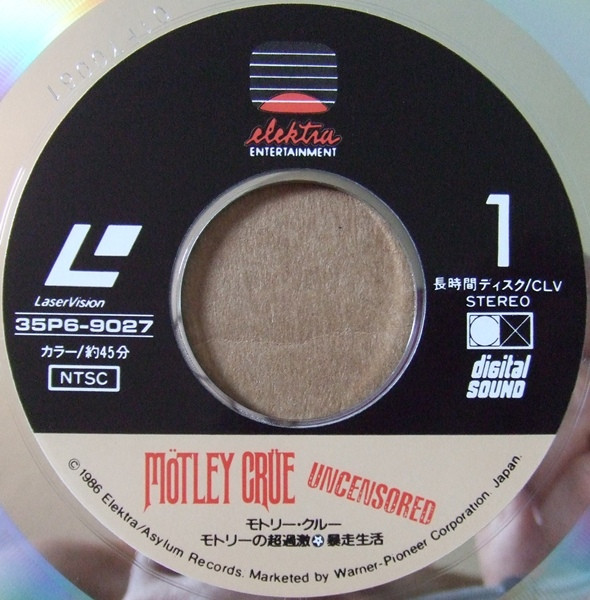 elektra
ENTERTAINMENT
LaserVision
35P6-9027
カラー/約45分
NTSC
1
長時間ディスク/CLV
STEREO
digital
SOUND
MÖTLEY CRÜE UNCENSORED
モトリー・クルー
モトリーの超過激暴走生活
© 1986 Elektra/Asylum Records. Marketed by Warner-Pioneer Corporation. Japan.